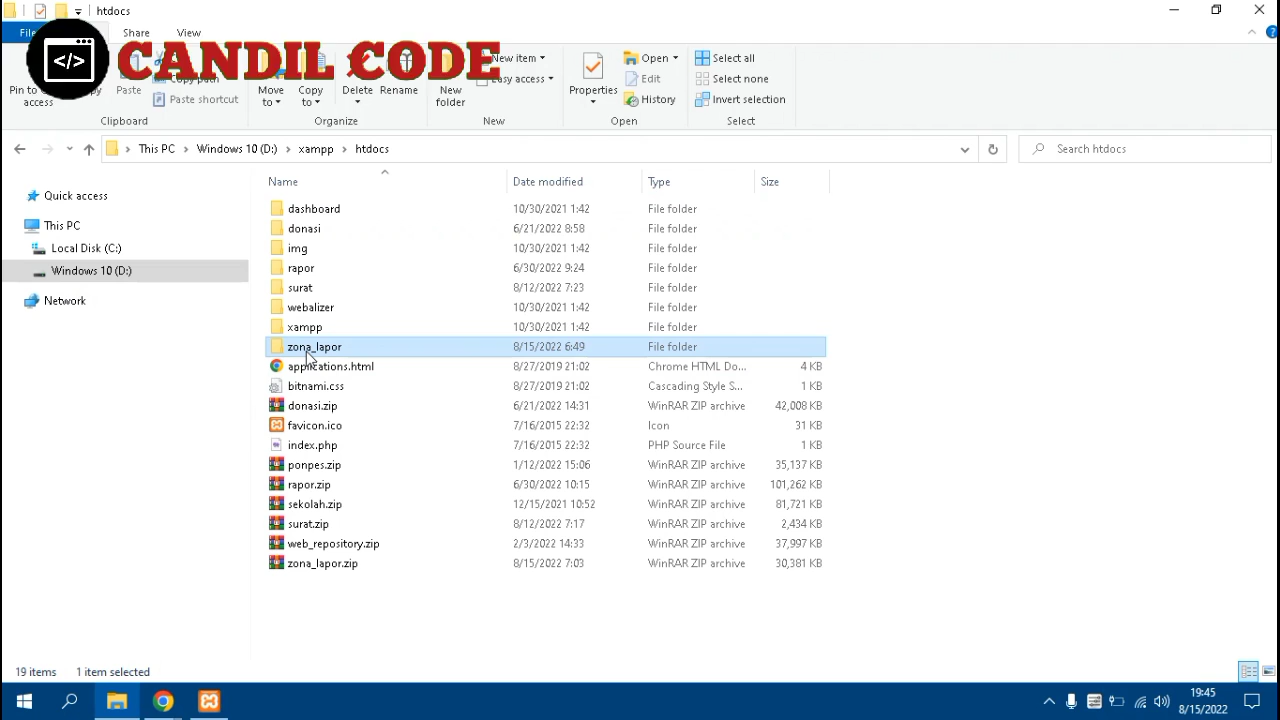 htdocs
File
Share
View
CANDIL CODE
Pin to
access
Copy path
Paste
Paste shortcut
Clipboard
Move
to
Copy
to
Delete
Rename
Organize
New
folder
New item
Easy access
New
Properties
Open
Edit
History
Open
Select all
Select none
Invert selection
Select
This PC > Windows 10 (D:) > xampp > htdocs
Search htdocs
Quick access
This PC
Local Disk (C:)
Windows 10 (D:)
Network
Name Date modified Type Size
dashboard 10/30/2021 1:42 File folder
donasi 6/21/2022 8:58 File folder
img 10/30/2021 1:42 File folder
rapor 6/30/2022 9:24 File folder
surat 8/12/2022 7:23 File folder
webalizer 10/30/2021 1:42 File folder
xampp 10/30/2021 1:42 File folder
zona_lapor 8/15/2022 6:49 File folder
applications.html 8/27/2019 21:02 Chrome HTML Do... 4 KB
bitnami.css 8/27/2019 21:02 Cascading Style S... 1 KB
donasi.zip 6/21/2022 14:31 WinRAR ZIP archive 42,008 KB
favicon.ico 7/16/2015 22:32 Icon 31 KB
index.php 7/16/2015 22:32 PHP Source File 1 KB
ponpes.zip 1/12/2022 15:06 WinRAR ZIP archive 35,137 KB
rapor.zip 6/30/2022 10:15 WinRAR ZIP archive 101,262 KB
sekolah.zip 12/15/2021 10:52 WinRAR ZIP archive 81,721 KB
surat.zip 8/12/2022 7:17 WinRAR ZIP archive 2,434 KB
web_repository.zip 2/3/2022 14:33 WinRAR ZIP archive 37,997 KB
zona_lapor.zip 8/15/2022 7:03 WinRAR ZIP archive 30,381 KB
19 items 1 item selected
19:45
8/15/2022